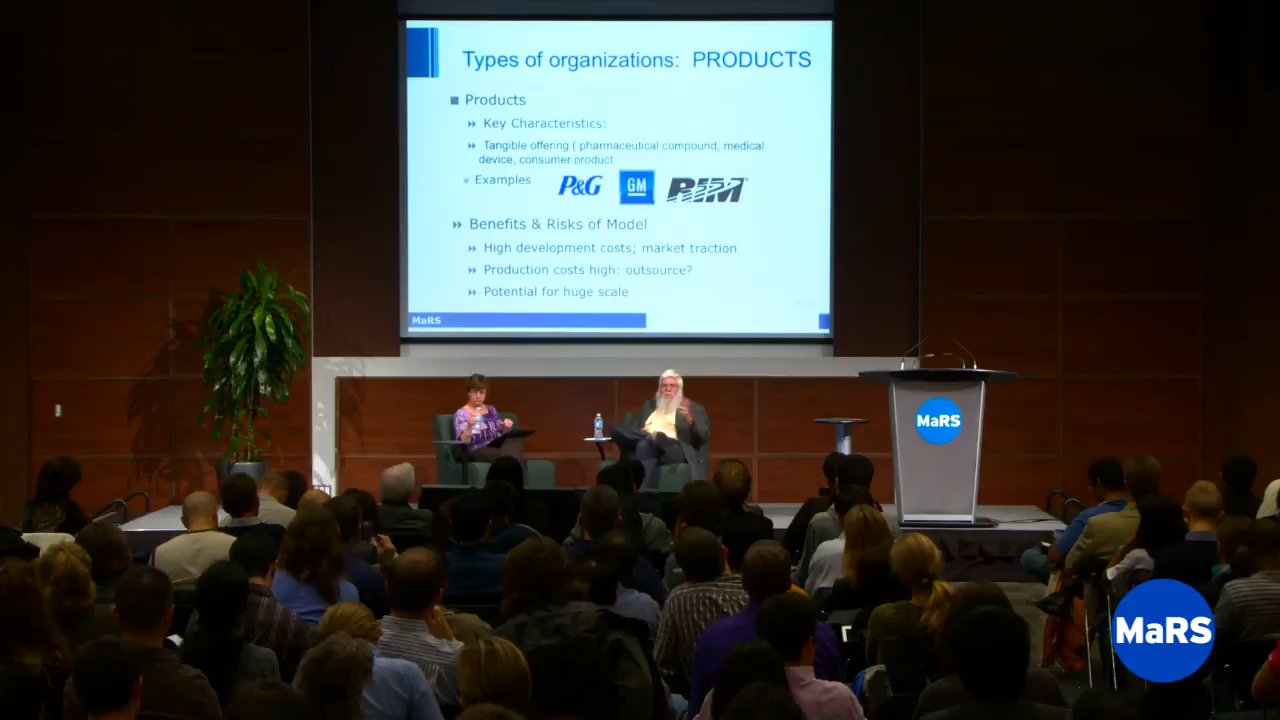 Types of organizations: PRODUCTS
Products
Key Characteristics:
Tangible offering ( pharmaceutical compound, medical
device, consumer product
Examples
P&G
GM
RIM
Benefits & Risks of Model
High development costs; market traction
Production costs high: outsource?
Potential for huge scale
MaRS
MaRS
MaRS